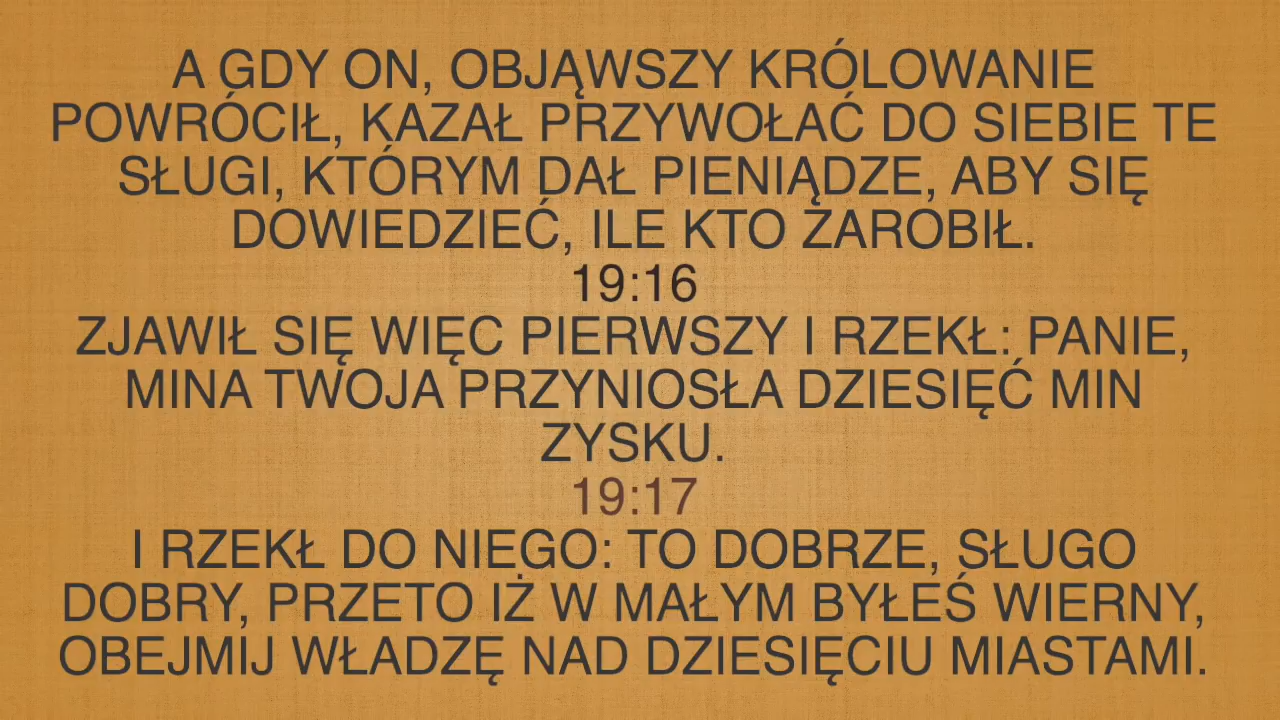 A GDY ON, OBJĄWSZY KRÓLOWANIE
POWRÓCIŁ, KAZAŁ PRZYWOŁAĆ DO SIEBIE TE
SŁUGI, KTÓRYM DAŁ PIENIĄDZE, ABY SIĘ
DOWIEDZIEĆ, ILE KTO ZAROBIŁ.
19:16
ZJAWIŁ SIĘ WIĘC PIERWSZY I RZEKŁ: PANIE,
MINA TWOJA PRZYNIOSŁA DZIESIĘĆ MIN
ZYSKU.
19:17
I RZEKŁ DO NIEGO: TO DOBRZE, SŁUGO
DOBRY, PRZETO IŻ W MAŁYM BYŁEŚ WIERNY,
OBEJMIJ WŁADZĘ NAD DZIESIĘCIU MIASTAMI.